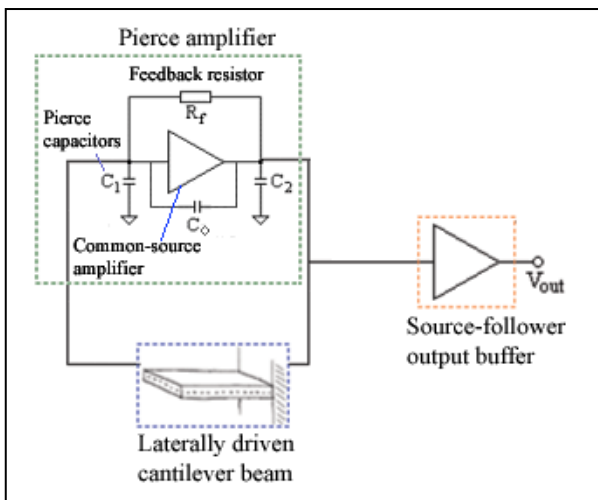 Pierce amplifier
Feedback resistor
Rf
Pierce
capacitors
C1
C2
Co
Common-source
amplifier
Vout
Source-follower
output buffer
Laterally driven
cantilever beam